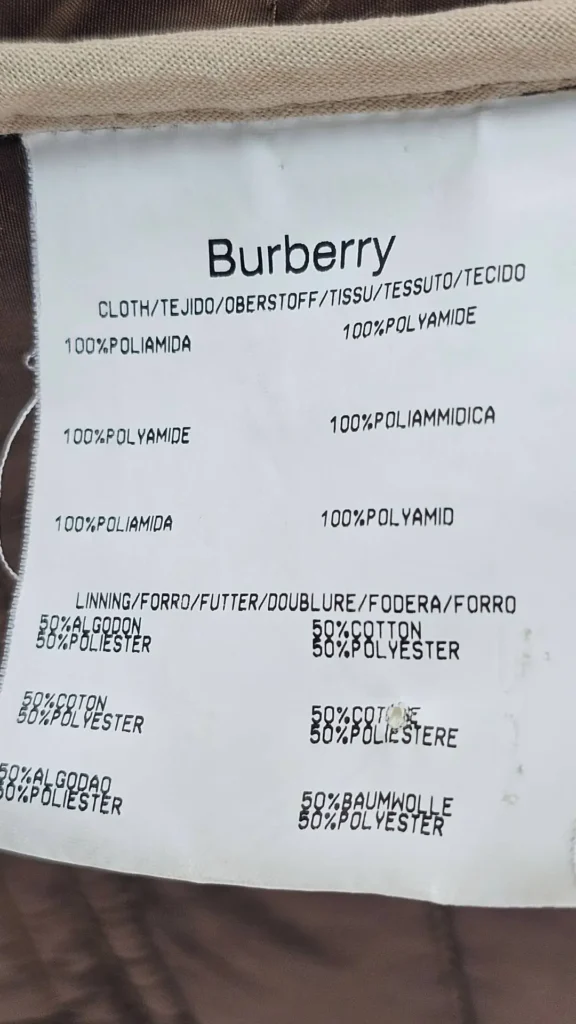 Burberry
CLOTH/TEJIDO/OBERSTOFF/TISSU/TESSUTO/TECIDO
100%POLIAMIDA 100%POLYAMIDE
100%POLYAMIDE 100%POLIAMMIDICA
100%POLIAMIDA 100%POLYAMID
LINNING/FORRO/FUTTER/DOUBLURE/FODERA/FORRO
50%ALGODON 50%COTTON
50%POLIESTER 50%POLYESTER
50%COTON
50%POLYESTER 50%POLIESTERE
50%ALGODAO 50%BAUMWOLLE
50%POLIESTER 50%POLYESTER